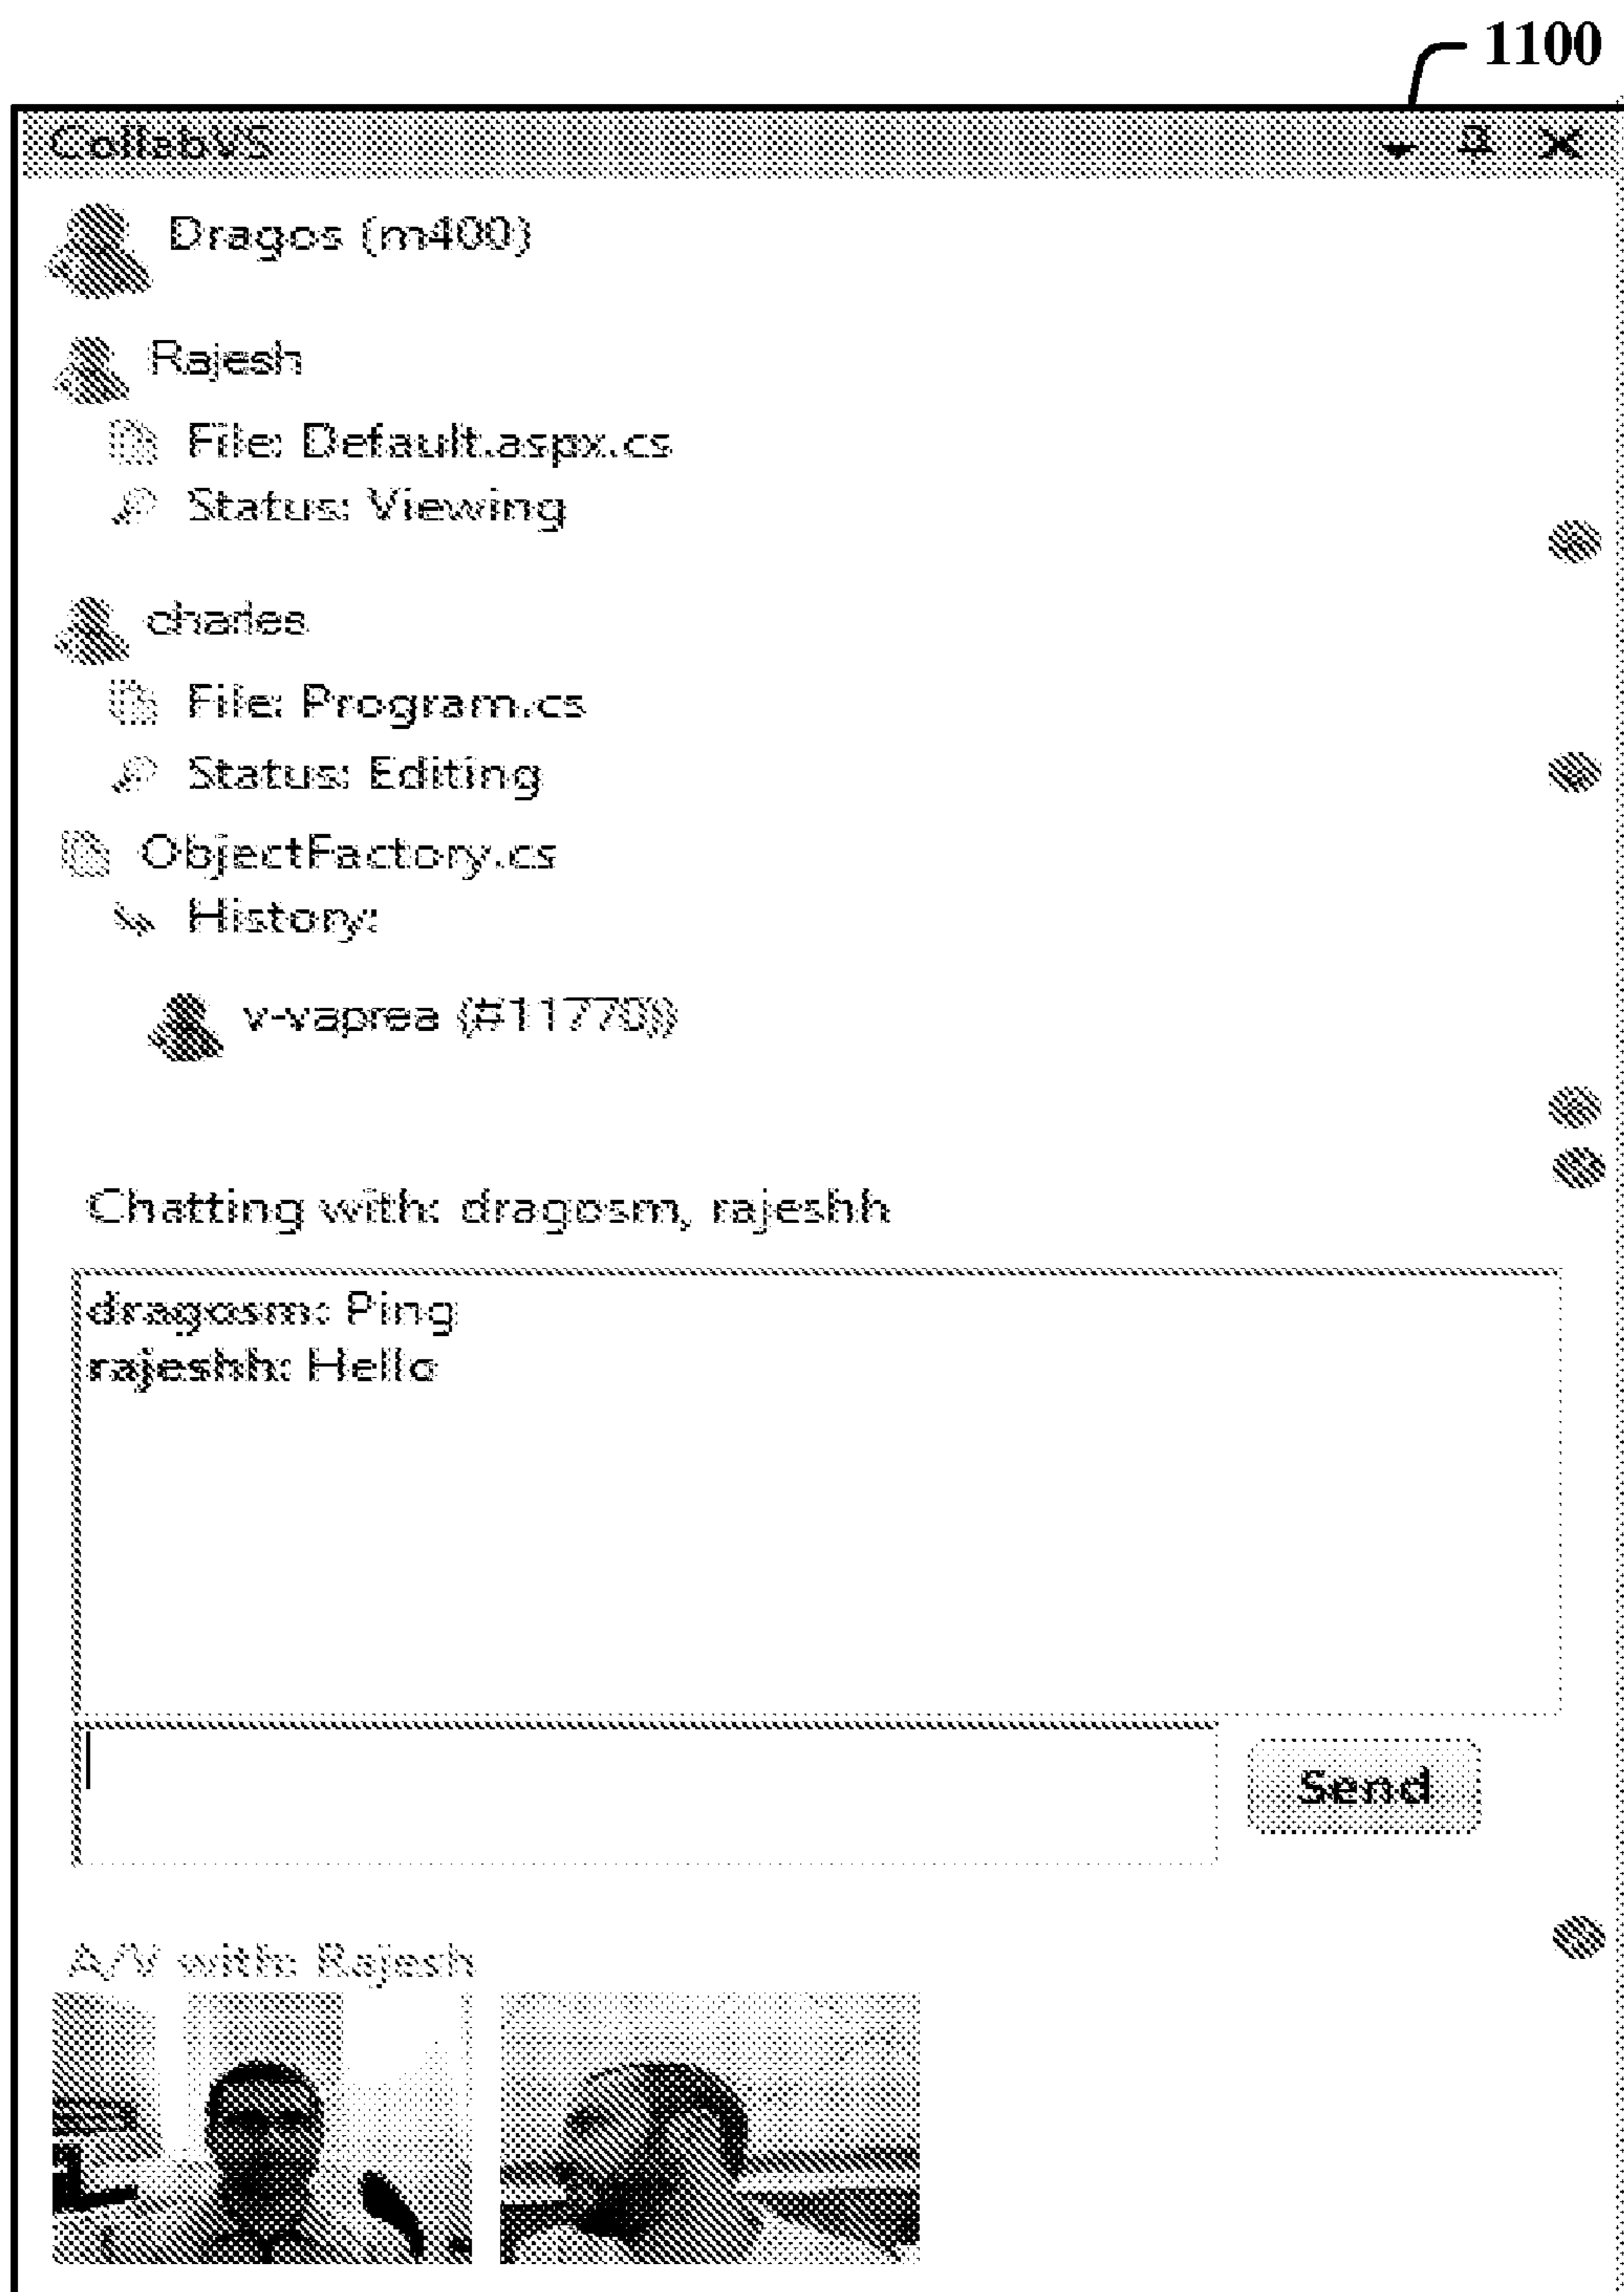 1100
CollabVS
Dragos (m400)
Rajesh
File: Default.aspx.cs
Status: Viewing
charles
File: Program.cs
Status: Editing
ObjectFactory.cs
History:
v-vaprea (#11770)
Chatting with: dragosm, rajeshh
dragosm: Ping
rajeshh: Hello
Send
A/V with: Rajesh